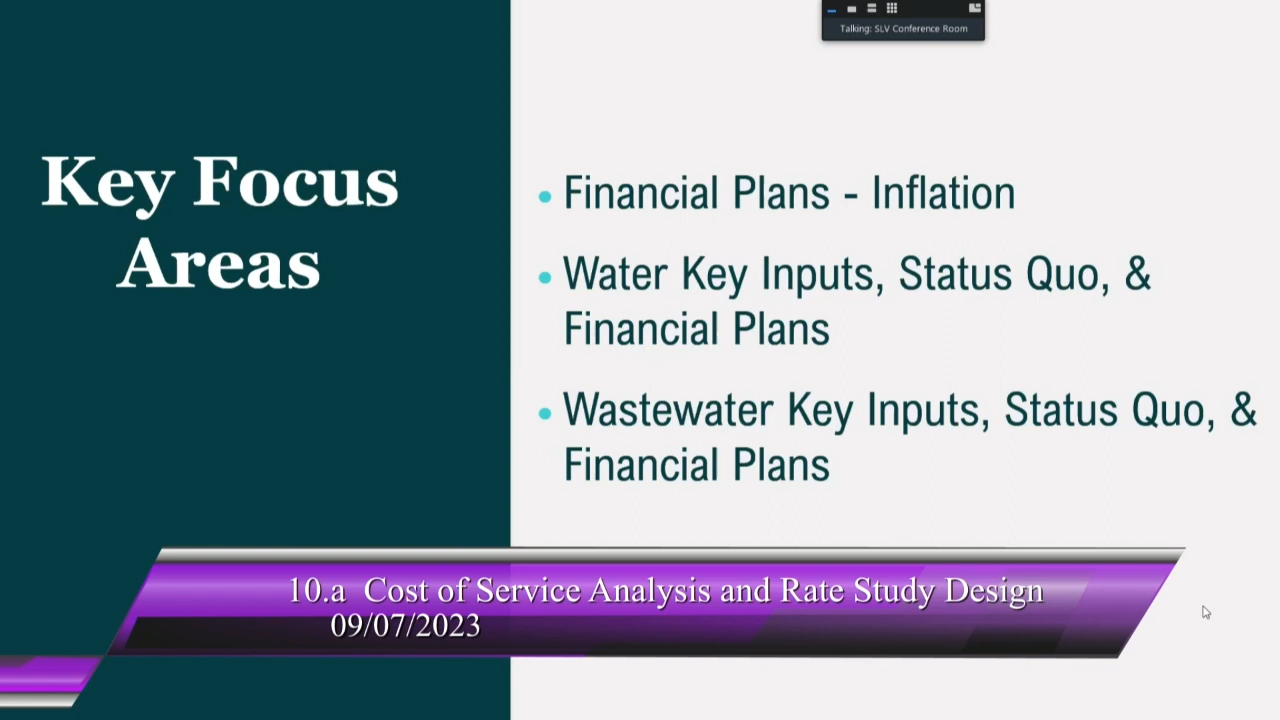 Talking: SLV Conference Room
Key Focus
Areas
• Financial Plans - Inflation
• Water Key Inputs, Status Quo, &
Financial Plans
• Wastewater Key Inputs, Status Quo, &
Financial Plans
10.a Cost of Service Analysis and Rate Study Design
09/07/2023